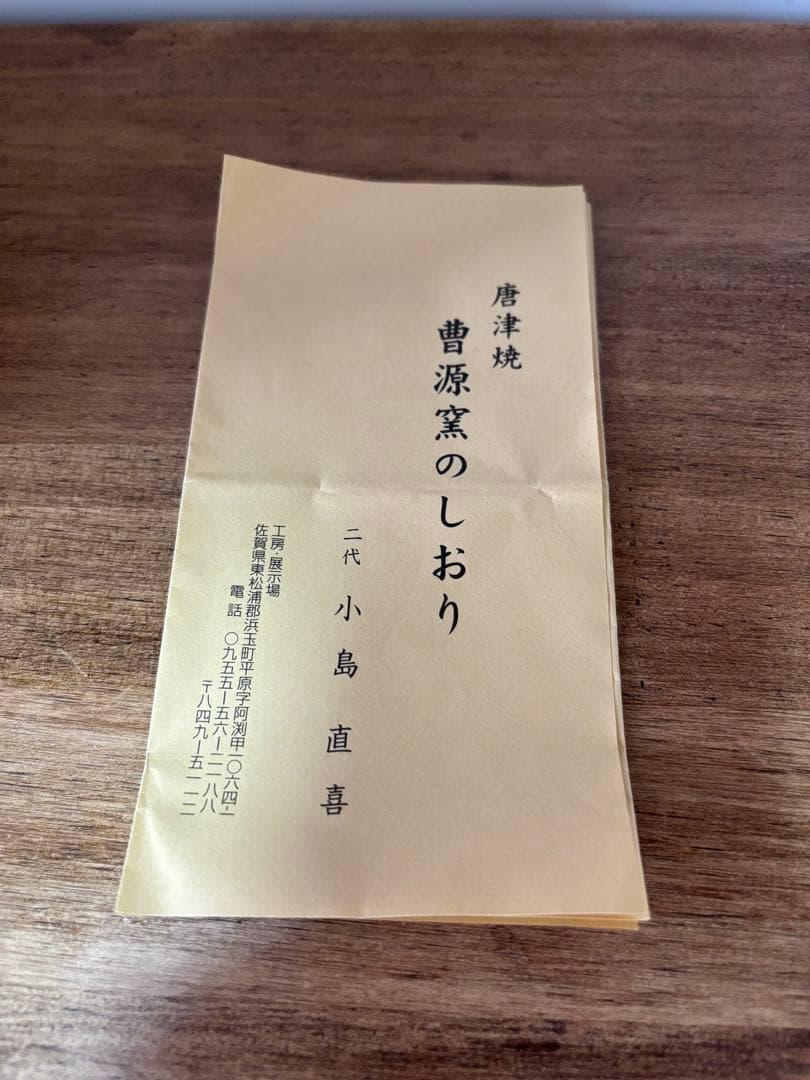 唐津焼
曹源窯のしおり
二代 小島直喜
工房・展示場
佐賀県東松浦郡浜玉町平原字阿渕甲一〇六四-二
電話 〇九五五ー五六ー二一八八
〒八四九ー五一一二